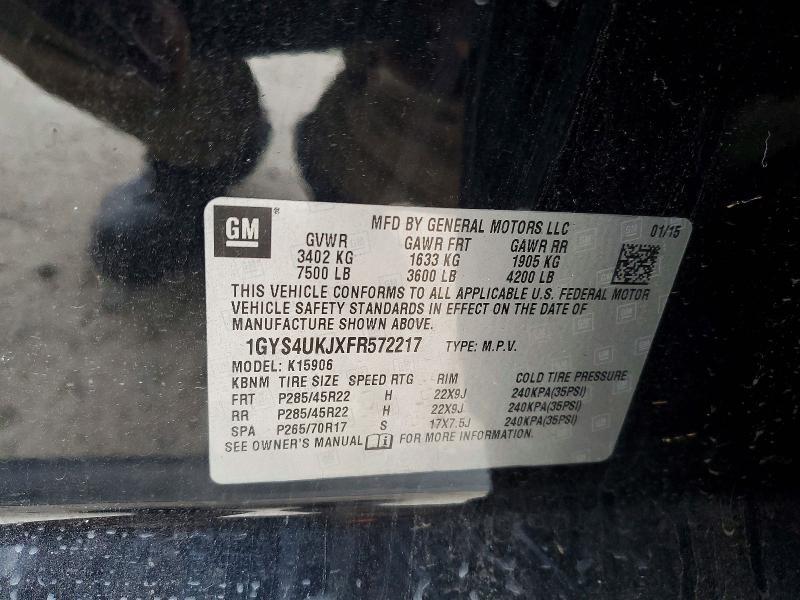 GM ® MFD BY GENERAL MOTORS LLC 01/15
GVWR GAWR FRT GAWR RR
3402 KG 1633 KG 1905 KG
7500 LB 3600 LB 4200 LB
THIS VEHICLE CONFORMS TO ALL APPLICABLE U.S. FEDERAL MOTOR
VEHICLE SAFETY STANDARDS IN EFFECT ON THE DATE OF
MANUFACTURE SHOWN ABOVE.
1GYS4UKJXFR572217 TYPE: M.P.V.
MODEL: K15906
KBNM TIRE SIZE SPEED RTG RIM COLD TIRE PRESSURE
FRT P285/45R22 H 22X9J 240KPA(35PSI)
RR P285/45R22 H 22X9J 240KPA(35PSI)
SPA P265/70R17 S 17X7.5J 240KPA(35PSI)
SEE OWNER'S MANUAL FOR MORE INFORMATION.